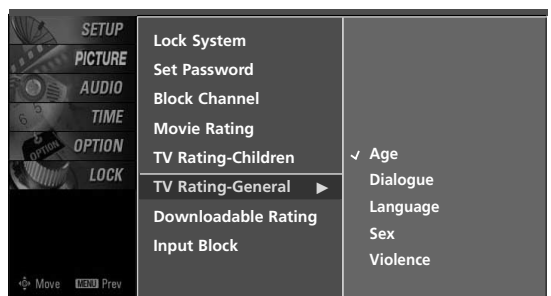 SETUP
PICTURE
AUDIO
TIME
OPTION
LOCK
Move MENU Prev
Lock System
Set Password
Block Channel
Movie Rating
TV Rating-Children
TV Rating-General ▶
Downloadable Rating
Input Block
✓ Age
Dialogue
Language
Sex
Violence